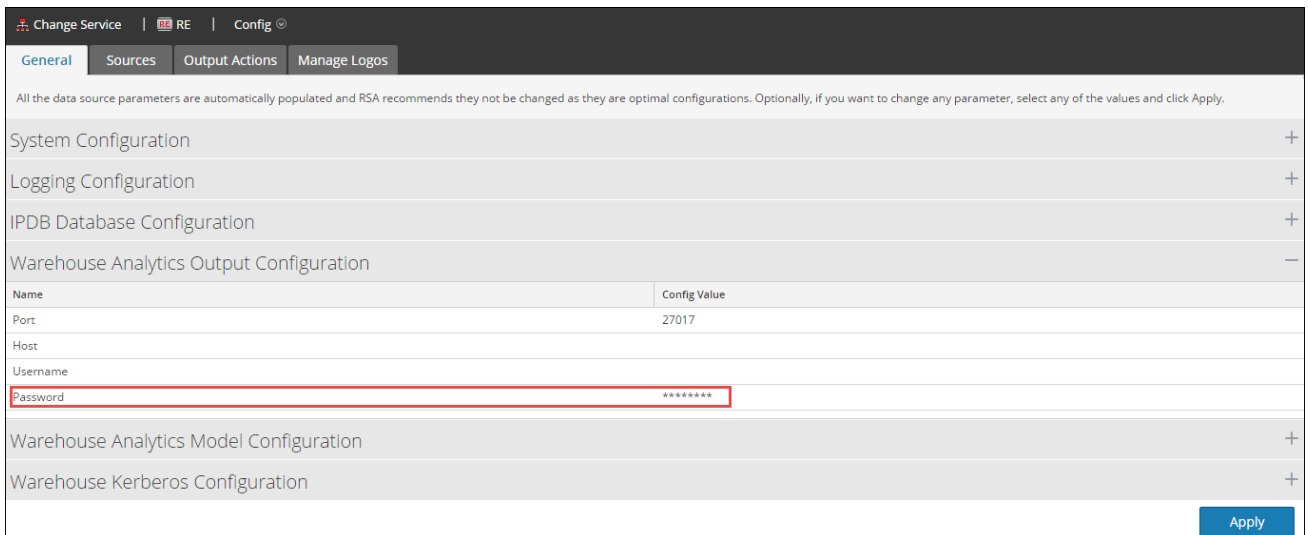 Change Service | RE RE | Config
General Sources Output Actions Manage Logos
All the data source parameters are automatically populated and RSA recommends they not be changed as they are optimal configurations. Optionally, if you want to change any parameter, select any of the values and click Apply.
System Configuration +
Logging Configuration +
IPDB Database Configuration +
Warehouse Analytics Output Configuration −
Name Config Value
Port 27017
Host
Username
Password ********
Warehouse Analytics Model Configuration +
Warehouse Kerberos Configuration +
Apply